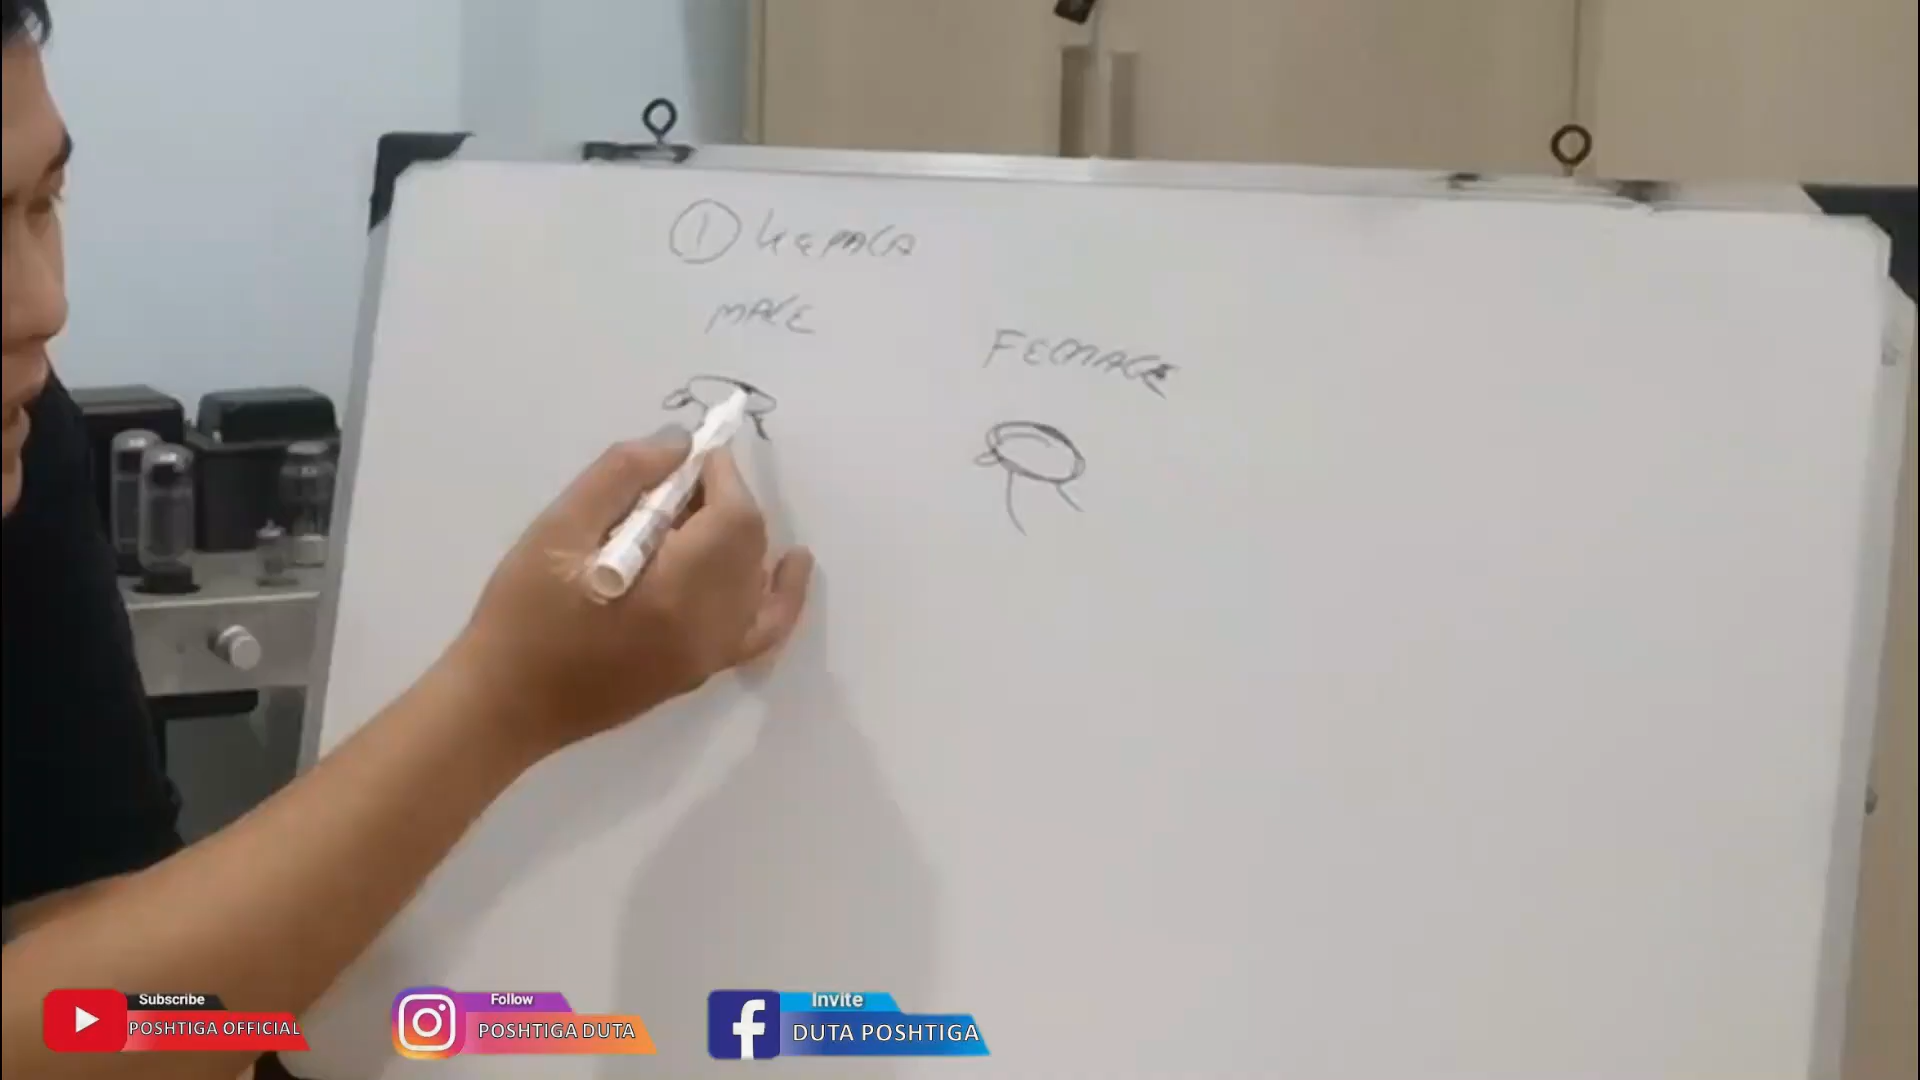 ① KEPALA
MALE
FEMALE
Subscribe
POSHTIGA OFFICIAL
Follow
POSHTIGA DUTA
Invite
DUTA POSHTIGA